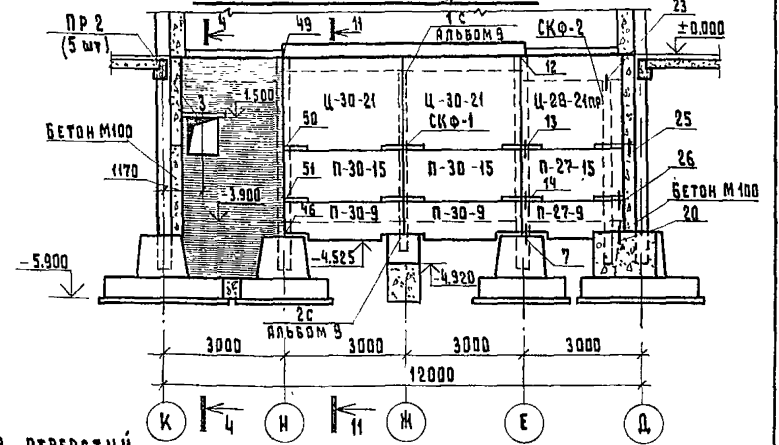 ПР 2
(5 шт)
4
49
11
1 С
АЛЬБОМ 9
СКФ-2
23
±0.000
3
-1.500
Ц-30-21
Ц-30-21
Ц-28-21ПР
12
БЕТОН М100
50
СКФ-1
13
25
1170
51
П-30-15
П-30-15
П-27-15
14
26
-3.900
БЕТОН М100
46
П-30-9
П-30-9
П-27-9
20
-5.900
-4.525
-4.920
7
2С
АЛЬБОМ 9
3000
3000
3000
3000
12000
К
4
Н
11
Ж
Е
Д